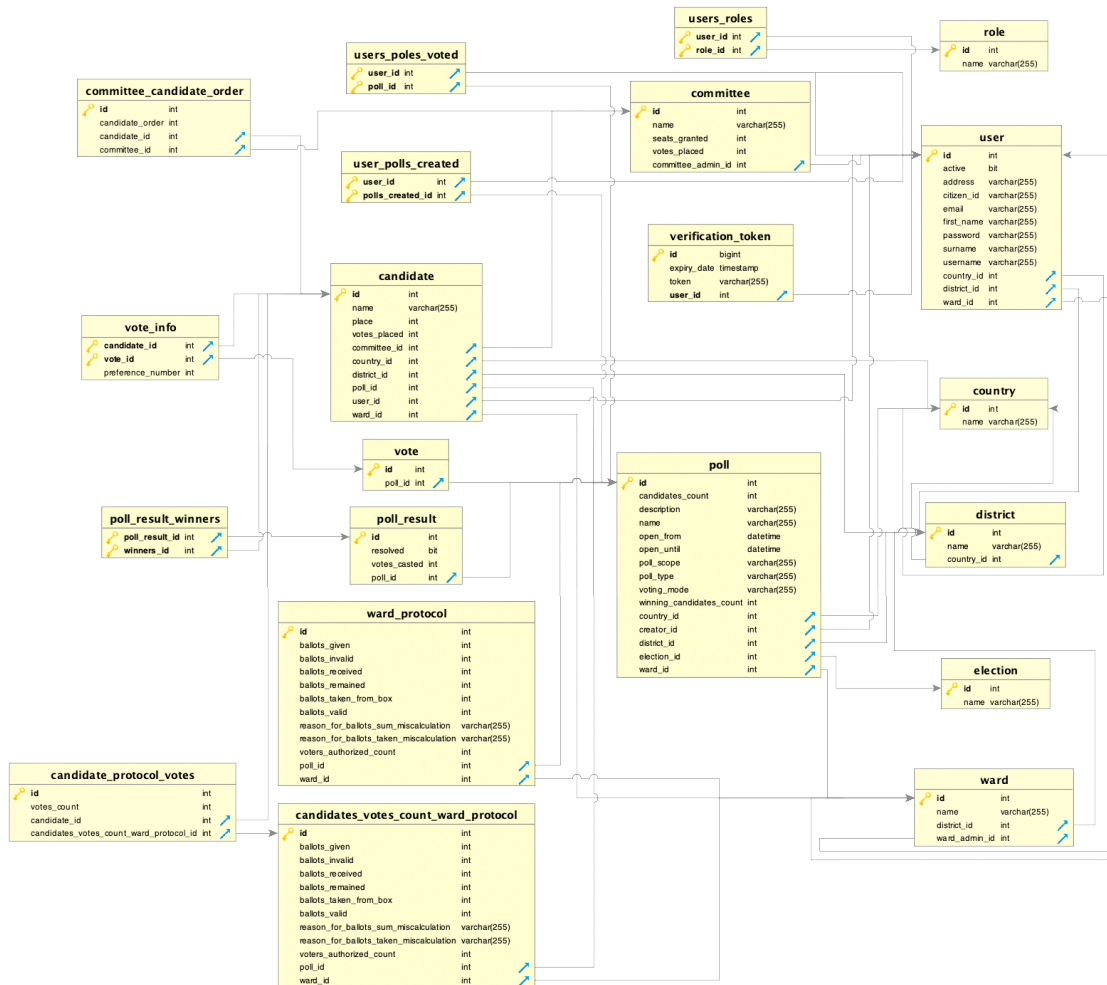 users_roles
user_id int
role_id int
role
id int
name varchar(255)
users_poles_voted
user_id int
poll_id int
committee_candidate_order
id int
candidate_order int
candidate_id int
committee_id int
committee
id int
name varchar(255)
seats_granted int
votes_placed int
committee_admin_id int
user
id int
active bit
address varchar(255)
citizen_id varchar(255)
email varchar(255)
first_name varchar(255)
password varchar(255)
surname varchar(255)
username varchar(255)
country_id int
district_id int
ward_id int
user_polls_created
user_id int
polls_created_id int
verification_token
id bigint
expiry_date timestamp
token varchar(255)
user_id int
candidate
id int
name varchar(255)
place int
votes_placed int
committee_id int
country_id int
district_id int
poll_id int
user_id int
ward_id int
vote_info
candidate_id int
vote_id int
preference_number int
country
id int
name varchar(255)
vote
id int
poll_id int
poll
id int
candidates_count int
description varchar(255)
name varchar(255)
open_from datetime
open_until datetime
poll_scope varchar(255)
poll_type varchar(255)
voting_mode varchar(255)
winning_candidates_count int
country_id int
creator_id int
district_id int
election_id int
ward_id int
poll_result_winners
poll_result_id int
winners_id int
poll_result
id int
resolved bit
votes_casted int
poll_id int
district
id int
name varchar(255)
country_id int
ward_protocol
id int
ballots_given int
ballots_invalid int
ballots_received int
ballots_remained int
ballots_taken_from_box int
ballots_valid int
reason_for_ballots_sum_miscalculation varchar(255)
reason_for_ballots_taken_miscalculation varchar(255)
voters_authorized_count int
poll_id int
ward_id int
election
id int
name varchar(255)
candidate_protocol_votes
id int
votes_count int
candidate_id int
candidates_votes_count_ward_protocol_id int
ward
id int
name varchar(255)
district_id int
ward_admin_id int
candidates_votes_count_ward_protocol
id int
ballots_given int
ballots_invalid int
ballots_received int
ballots_remained int
ballots_taken_from_box int
ballots_valid int
reason_for_ballots_sum_miscalculation varchar(255)
reason_for_ballots_taken_miscalculation varchar(255)
voters_authorized_count int
poll_id int
ward_id int